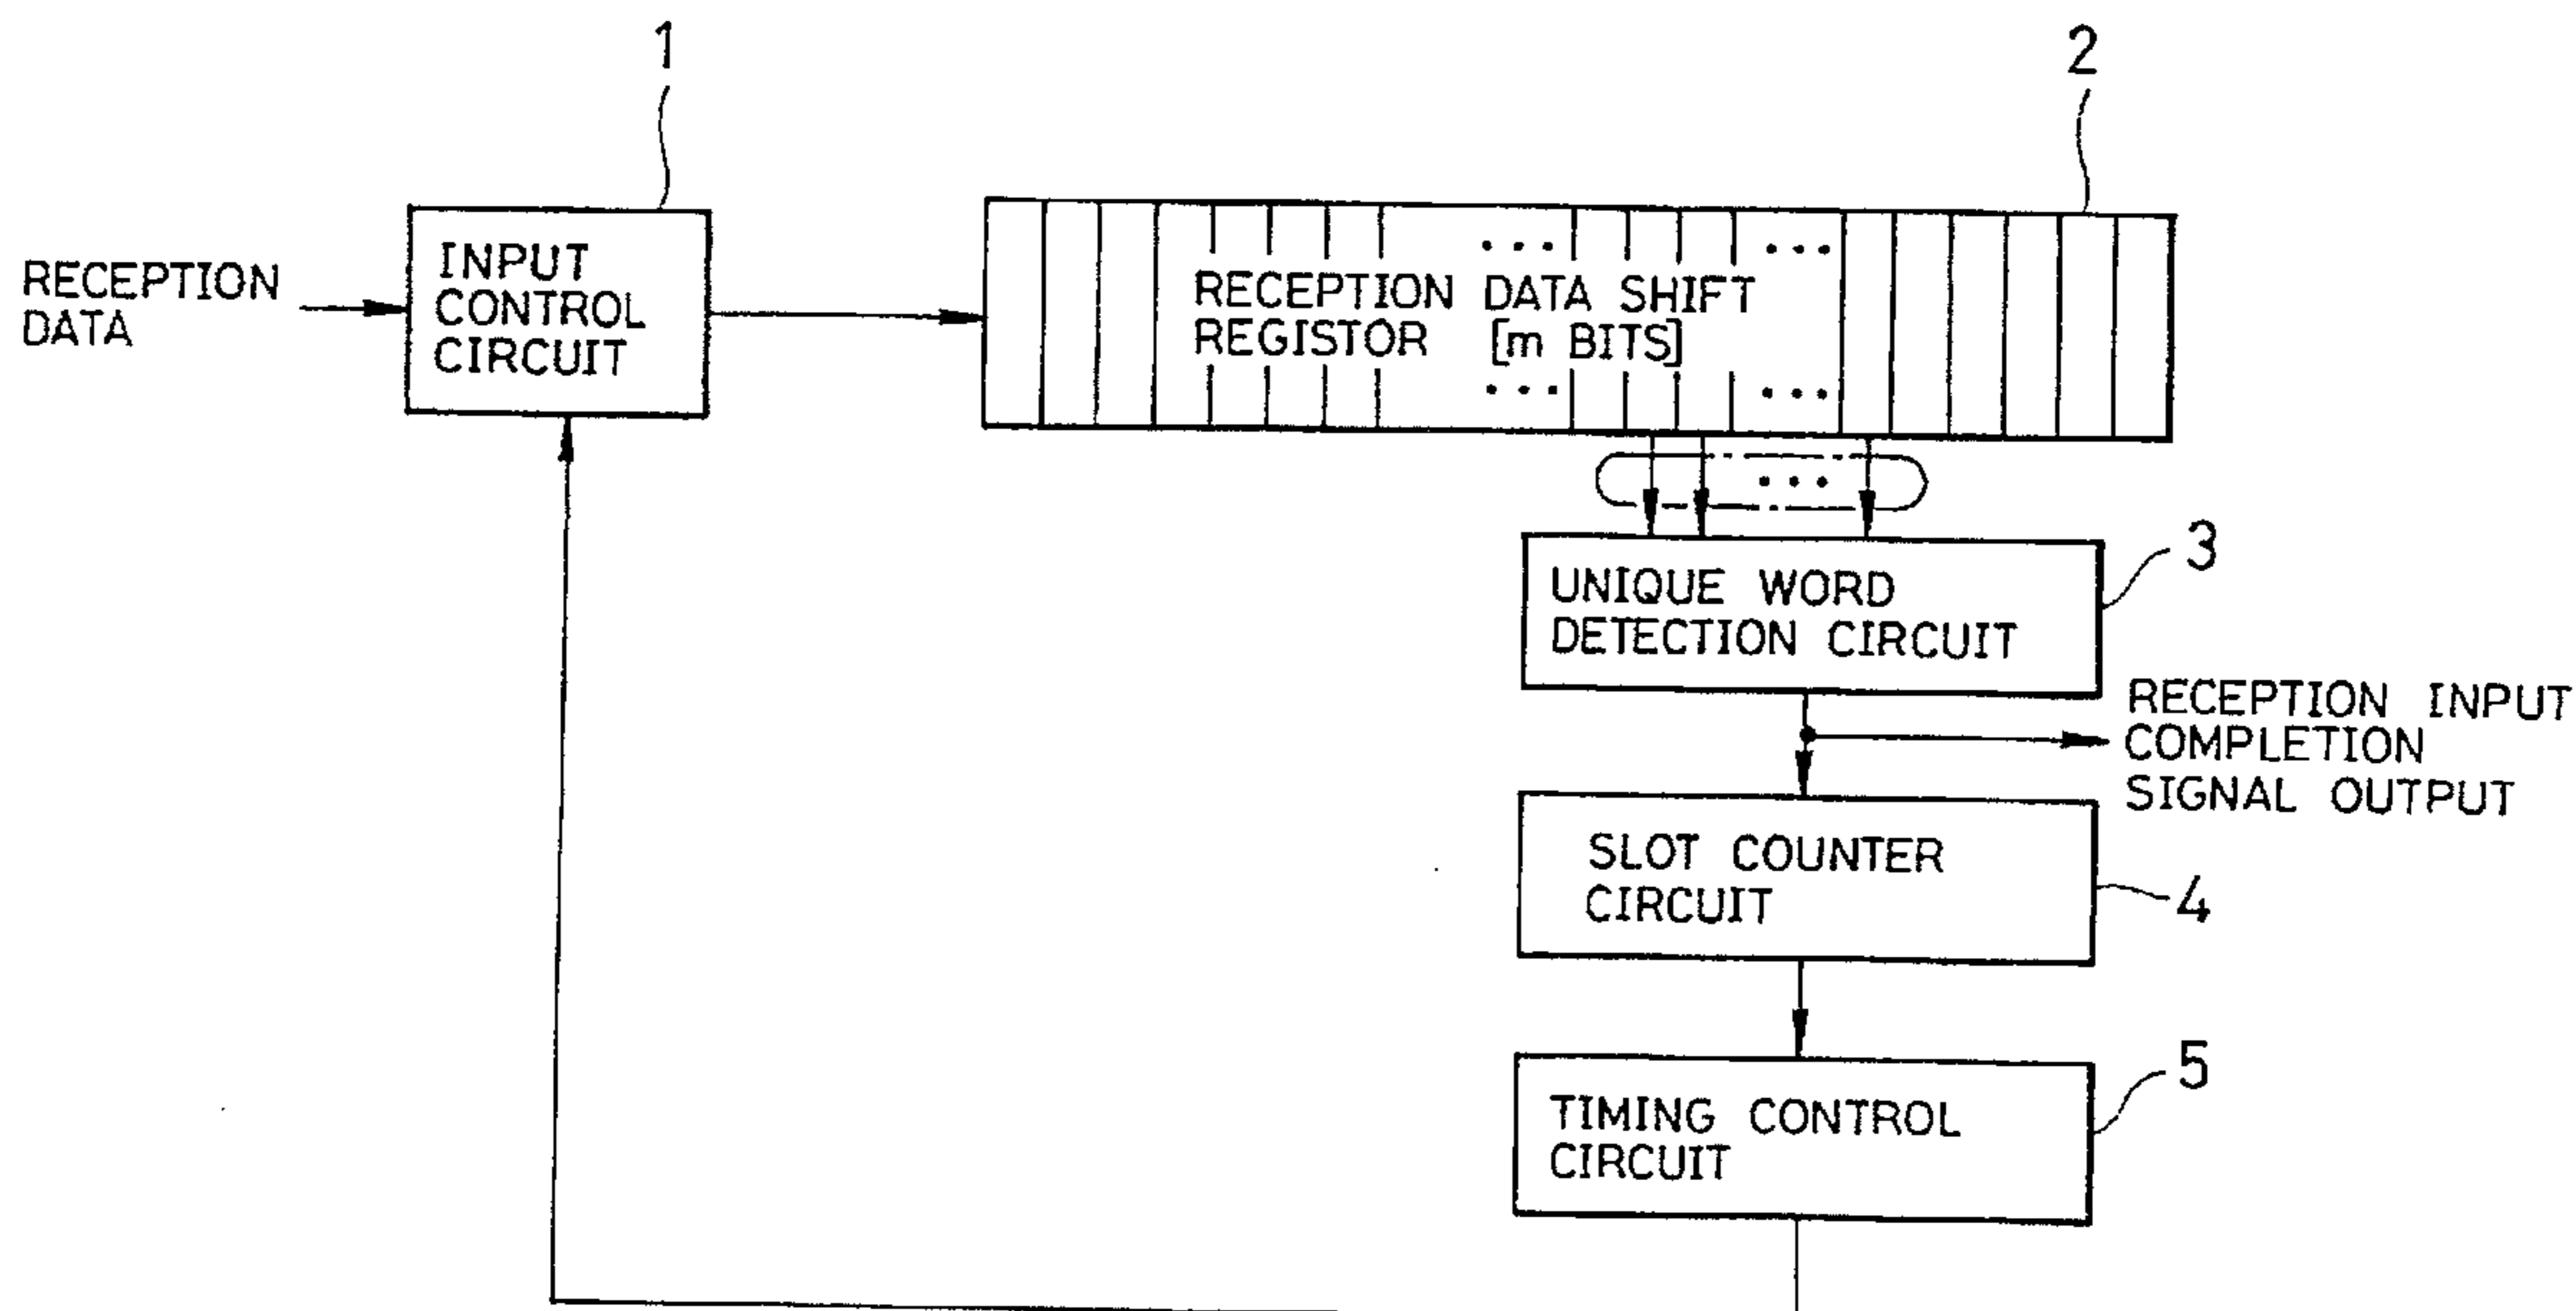 1
2
RECEPTION
DATA
INPUT
CONTROL
CIRCUIT
RECEPTION DATA SHIFT
REGISTOR [m BITS]
3
UNIQUE WORD
DETECTION CIRCUIT
RECEPTION INPUT
COMPLETION
SIGNAL OUTPUT
SLOT COUNTER
CIRCUIT
4
5
TIMING CONTROL
CIRCUIT